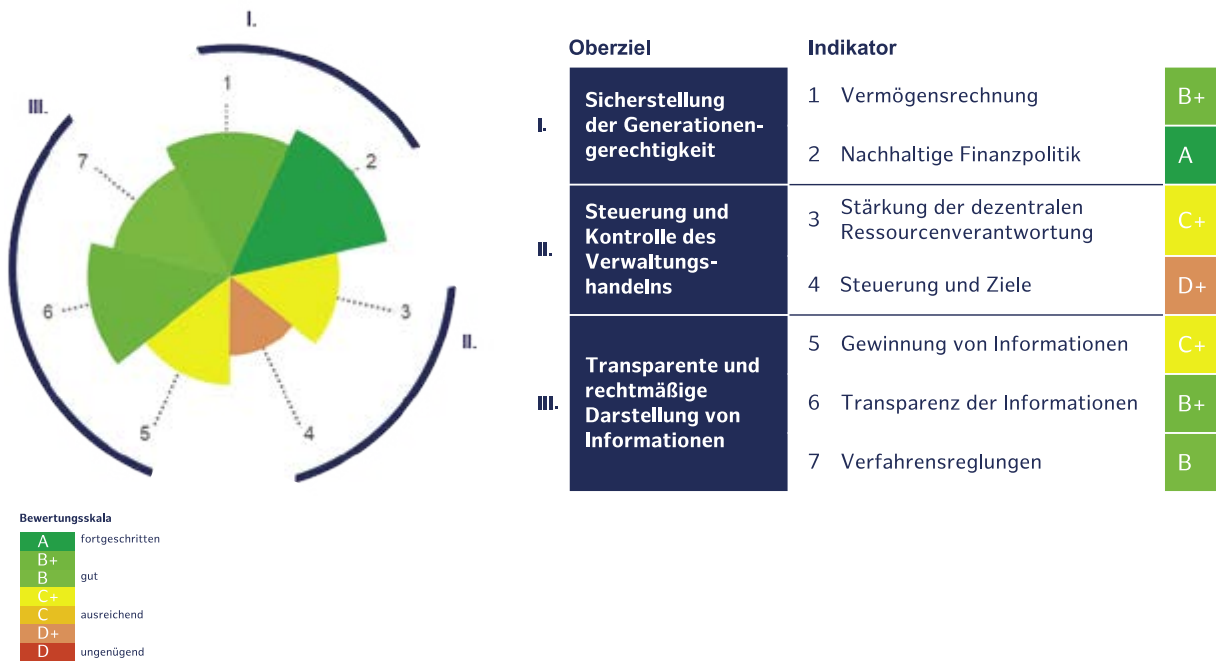 I.
1
2
III.
7
6
3
II.
5
4
Oberziel
Indikator
I.
Sicherstellung
der Generationen-
gerechtigkeit
1 Vermögensrechnung
B+
2 Nachhaltige Finanzpolitik
A
II.
Steuerung und
Kontrolle des
Verwaltungs-
handelns
3 Stärkung der dezentralen
Ressourcenverantwortung
C+
4 Steuerung und Ziele
D+
III.
Transparente und
rechtmäßige
Darstellung von
Informationen
5 Gewinnung von Informationen
C+
6 Transparenz der Informationen
B+
7 Verfahrensreglungen
B
Bewertungsskala
A fortgeschritten
B+
B gut
C+
C ausreichend
D+
D ungenügend